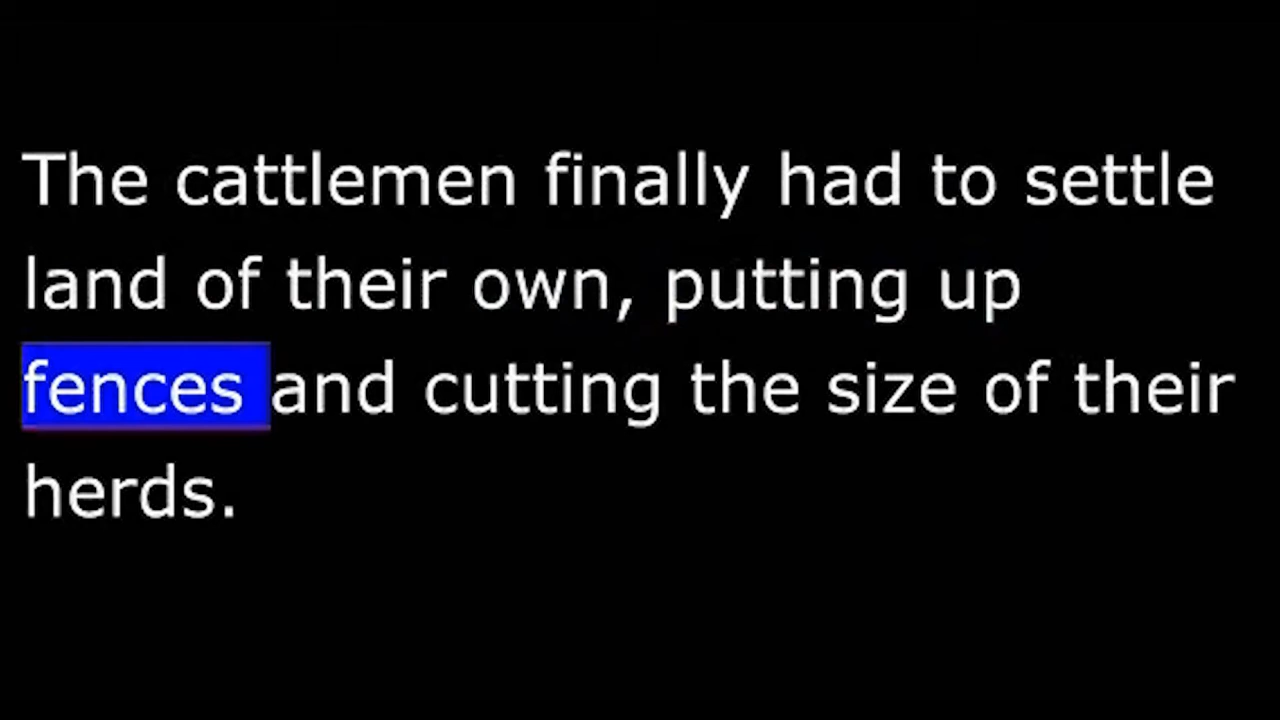 The cattlemen finally had to settle
land of their own, putting up
fences and cutting the size of their
herds.